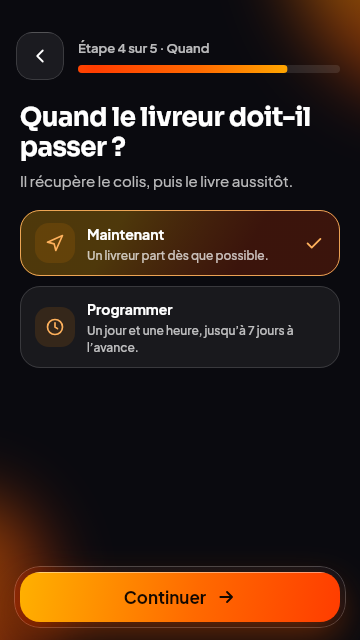 Étape 4 sur 5 · Quand
Quand le livreur doit-il
passer ?
Il récupère le colis, puis le livre aussitôt.
Maintenant
Un livreur part dès que possible.
Programmer
Un jour et une heure, jusqu’à 7 jours à
l’avance.
Continuer →